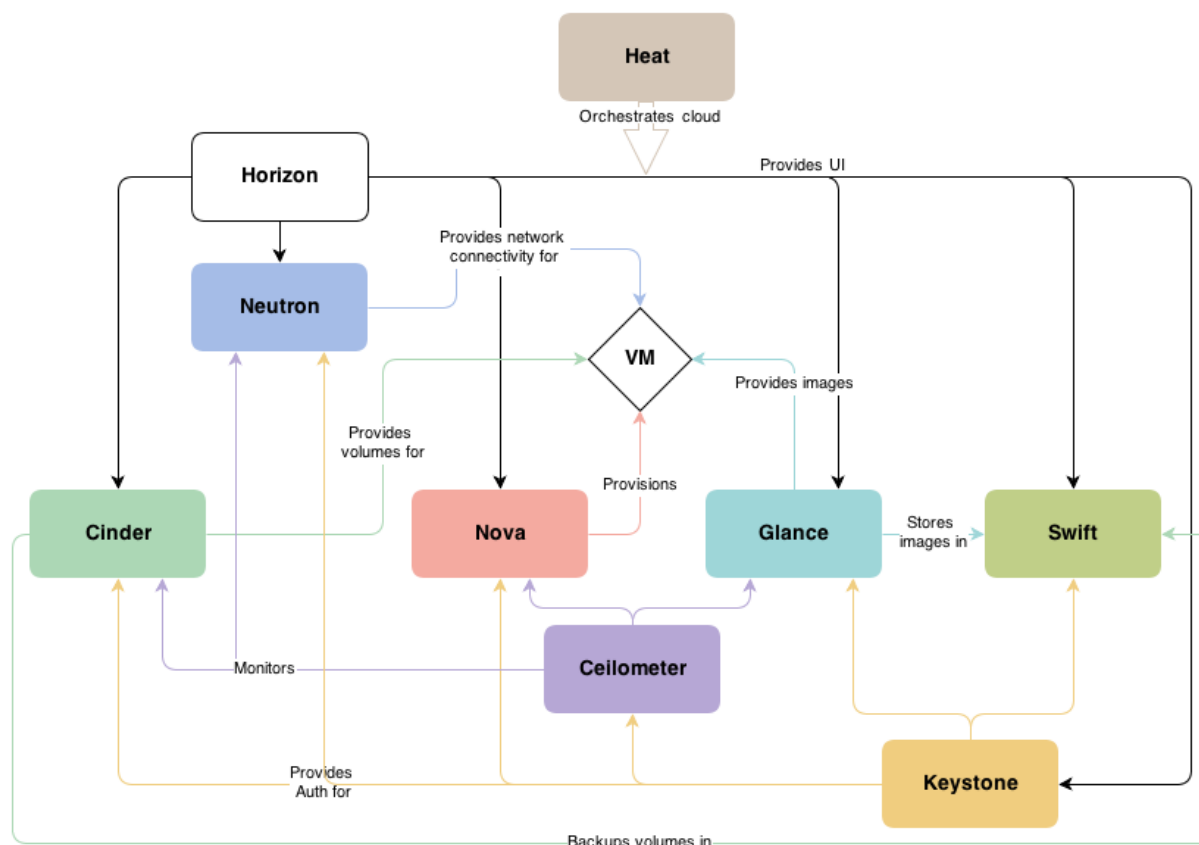 Heat
Orchestrates cloud
Provides UI
Horizon
Provides network
connectivity for
Neutron
VM
Provides images
Provides
volumes for
Provisions
Cinder
Nova
Glance
Stores
images in
Swift
Monitors
Ceilometer
Provides
Auth for
Keystone
Backups volumes in